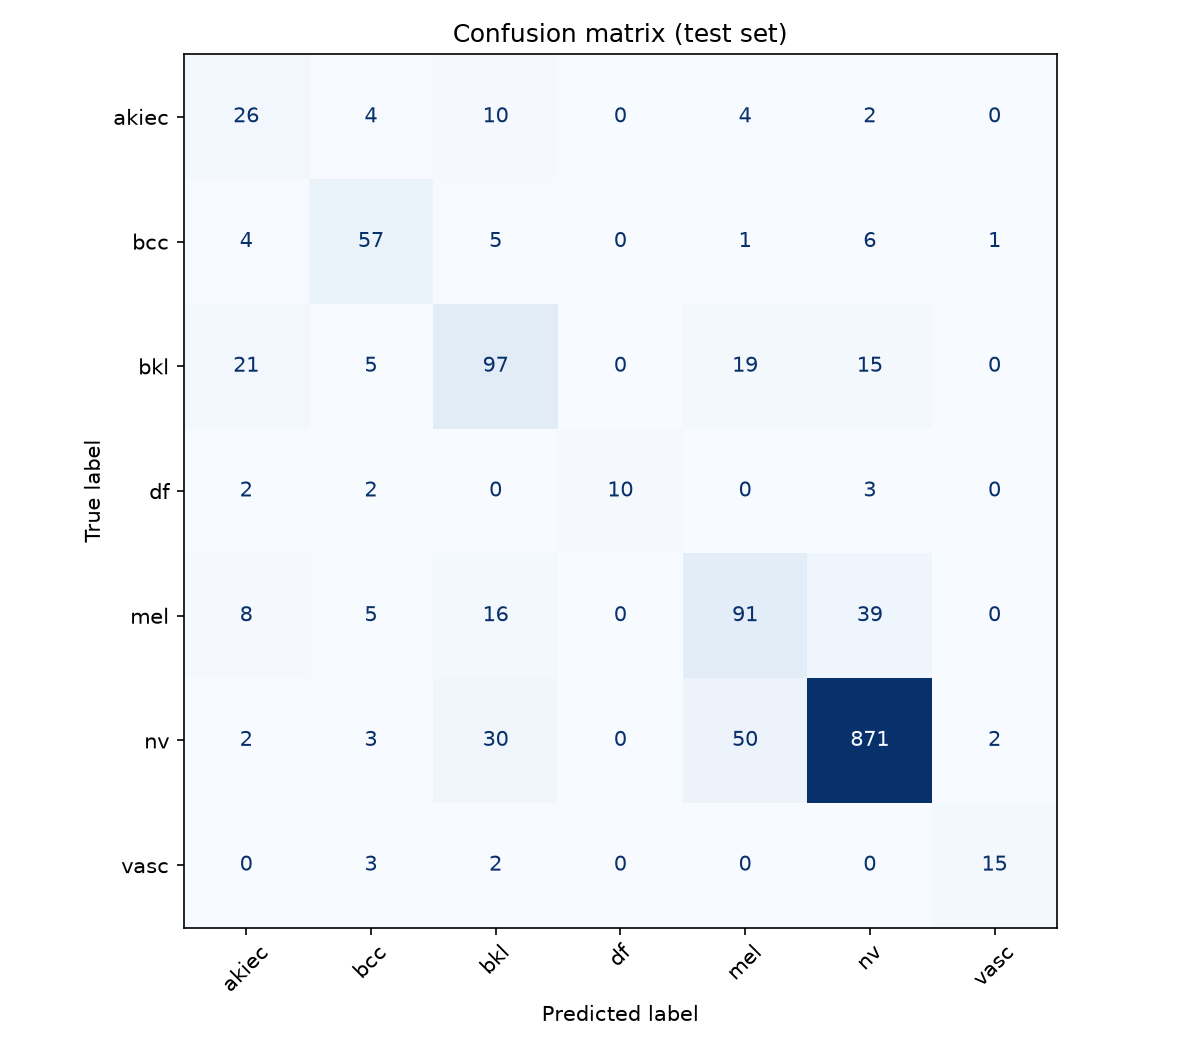 Confusion matrix (test set)
akiec 26 4 10 0 4 2 0
bcc 4 57 5 0 1 6 1
bkl 21 5 97 0 19 15 0
df 2 2 0 10 0 3 0
mel 8 5 16 0 91 39 0
nv 2 3 30 0 50 871 2
vasc 0 3 2 0 0 0 15
True label
akiec bcc bkl df mel nv vasc
Predicted label